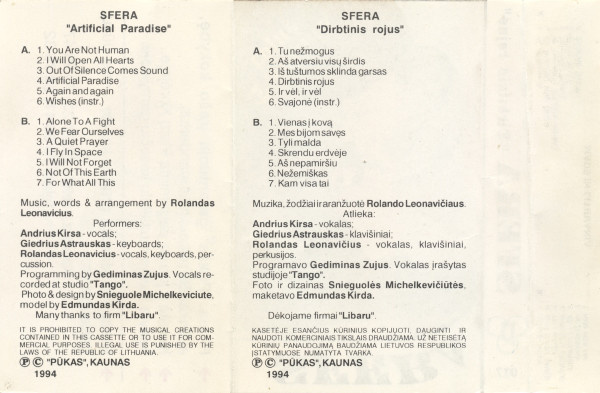 SFERA
"Artificial Paradise"
A. 1. You Are Not Human
2. I Will Open All Hearts
3. Out Of Silence Comes Sound
4. Artificial Paradise
5. Again and again
6. Wishes (instr.)
B. 1. Alone To A Fight
2. We Fear Ourselves
3. A Quiet Prayer
4. I Fly In Space
5. I Will Not Forget
6. Not Of This Earth
7. For What All This
Music, words & arrangement by Rolandas
Leonavicius.
Performers:
Andrius Kirsa - vocals;
Giedrius Astrauskas - keyboards;
Rolandas Leonavicius - vocals, keyboards, per-
cussion.
Programming by Gediminas Zujus. Vocals re-
corded at studio "Tango".
Photo & design by Snieguole Michelkeviciute,
model by Edmundas Kirda.
Many thanks to firm "Libaru".
IT IS PROHIBITED TO COPY THE MUSICAL CREATIONS
CONTAINED IN THIS CASSETTE OR TO USE IT FOR COM-
MERCIAL PURPOSES. ILLEGAL USE IS PUNISHED BY THE
LAWS OF THE REPUBLIC OF LITHUANIA.
Ⓟ © "PŪKAS", KAUNAS
1994
SFERA
"Dirbtinis rojus"
A. 1. Tu nežmogus
2. Aš atversiu visų širdis
3. Iš tuštumos sklinda garsas
4. Dirbtinis rojus
5. Ir vėl, ir vėl
6. Svajonė (instr.)
B. 1. Vienas į kovą
2. Mes bijom savęs
3. Tyli malda
4. Skrendu erdvėje
5. Aš nepamiršiu
6. Nežemiškas
7. Kam visa tai
Muzika, žodžiai ir aranžuotė Rolando Leonavičiaus.
Atlieka:
Andrius Kirsa - vokalas;
Giedrius Astrauskas - klavišiniai;
Rolandas Leonavičius - vokalas, klavišiniai,
perkusijos.
Programavo Gediminas Zujus. Vokalas įrašytas
studijoje "Tango".
Foto ir dizainas Snieguolės Michelkevičiūtės,
maketavo Edmundas Kirda.
Dėkojame firmai "Libaru".
KASETĖJE ESANČIUS KŪRINIUS KOPIJUOTI, DAUGINTI IR
NAUDOTI KOMERCINIAIS TIKSLAIS DRAUDŽIAMA. UŽ NETEISĖTĄ
KŪRINIŲ PANAUDOJIMĄ BAUDŽIAMA LIETUVOS RESPUBLIKOS
ĮSTATYMUOSE NUMATYTA TVARKA.
Ⓟ © "PŪKAS", KAUNAS
1994